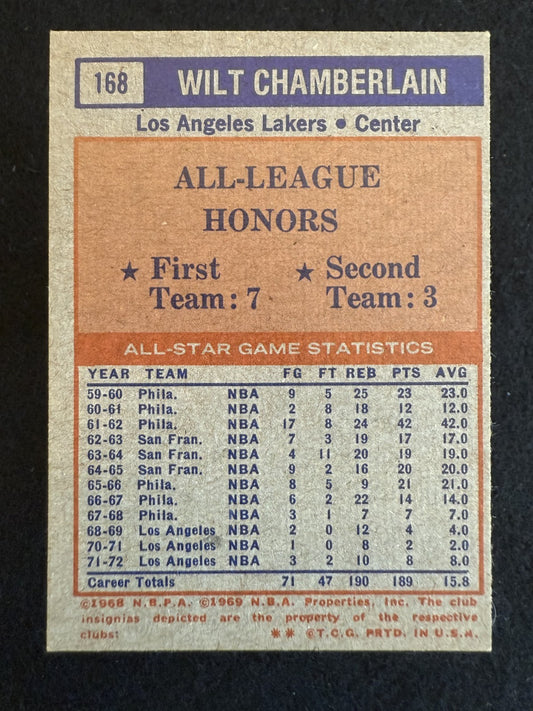 168 WILT CHAMBERLAIN
Los Angeles Lakers • Center
ALL-LEAGUE
HONORS
★ First ★ Second
Team: 7 Team: 3
ALL-STAR GAME STATISTICS
YEAR TEAM FG FT REB PTS AVG
59-60 Phila. NBA 9 5 25 23 23.0
60-61 Phila. NBA 2 8 18 12 12.0
61-62 Phila. NBA 17 8 24 42 42.0
62-63 San Fran. NBA 7 3 19 17 17.0
63-64 San Fran. NBA 4 11 20 19 19.0
64-65 San Fran. NBA 9 2 16 20 20.0
65-66 Phila. NBA 8 5 9 21 21.0
66-67 Phila. NBA 6 2 22 14 14.0
67-68 Phila. NBA 3 1 7 7 7.0
68-69 Los Angeles NBA 2 0 12 4 4.0
70-71 Los Angeles NBA 1 0 8 2 2.0
71-72 Los Angeles NBA 3 2 10 8 8.0
Career Totals 71 47 190 189 15.8
©1968 N.B.P.A. ©1969 N.B.A. Properties, Inc. The club
insignias depicted are the property of the respective
clubs: ** ©T.C.G. PRTD. IN U.S.A.